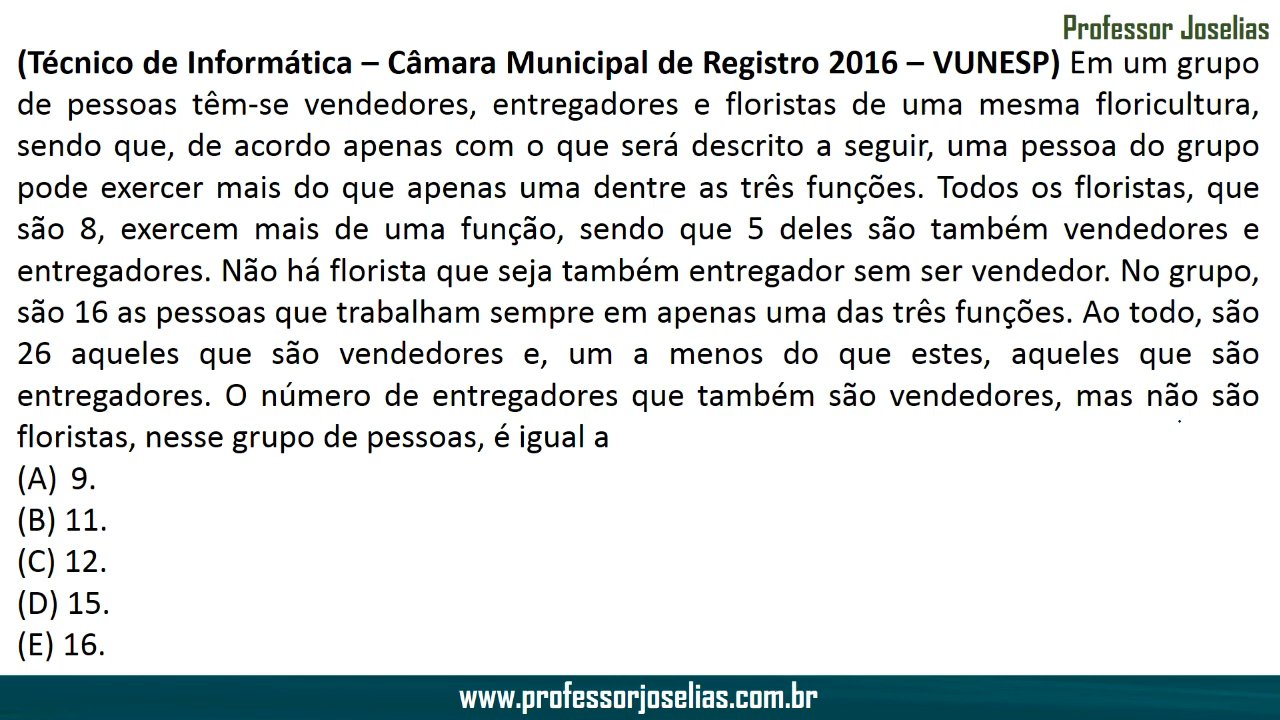 Professor Joselias
(Técnico de Informática – Câmara Municipal de Registro 2016 – VUNESP) Em um grupo
de pessoas têm-se vendedores, entregadores e floristas de uma mesma floricultura,
sendo que, de acordo apenas com o que será descrito a seguir, uma pessoa do grupo
pode exercer mais do que apenas uma dentre as três funções. Todos os floristas, que
são 8, exercem mais de uma função, sendo que 5 deles são também vendedores e
entregadores. Não há florista que seja também entregador sem ser vendedor. No grupo,
são 16 as pessoas que trabalham sempre em apenas uma das três funções. Ao todo, são
26 aqueles que são vendedores e, um a menos do que estes, aqueles que são
entregadores. O número de entregadores que também são vendedores, mas não são
floristas, nesse grupo de pessoas, é igual a
(A) 9.
(B) 11.
(C) 12.
(D) 15.
(E) 16.
www.professorjoselias.com.br